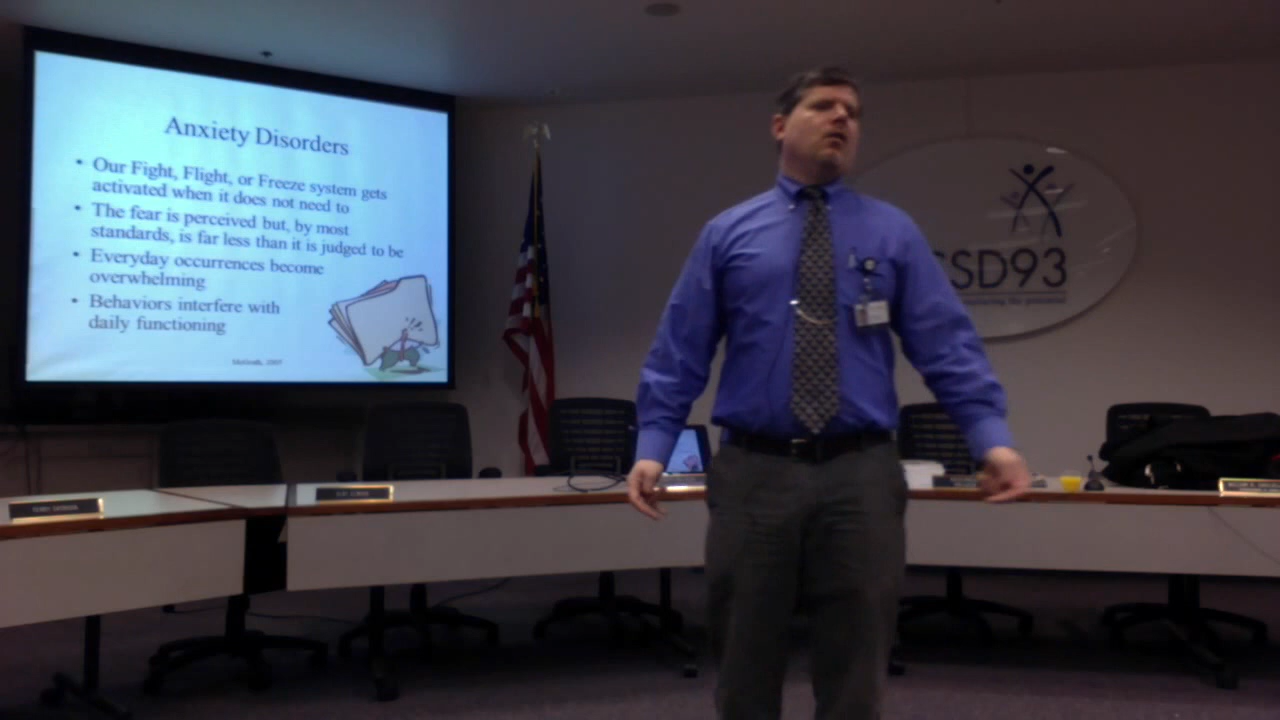 Anxiety Disorders
• Our Fight, Flight, or Freeze system gets
activated when it does not need to
• The fear is perceived but, by most
standards, is far less than it is judged to be
• Everyday occurrences become
overwhelming
• Behaviors interfere with
daily functioning
McGrath, 2007
SD93